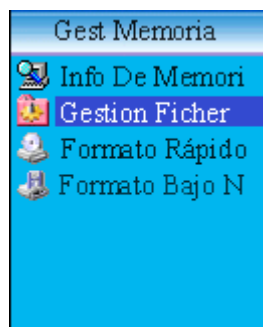 Gest Memoria
Info De Memori
Gestion Ficher
Formato Rápido
Formato Bajo N